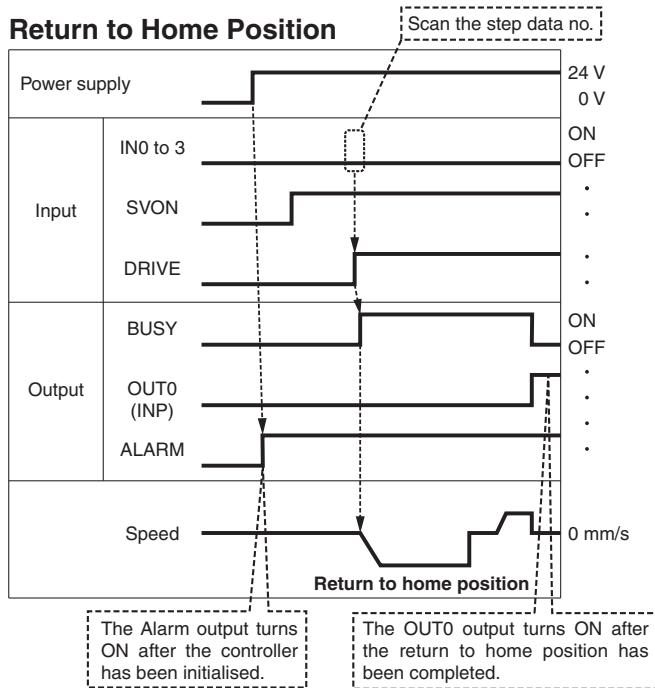 Return to Home Position
Scan the step data no.
Power supply
24 V
0 V
Input
IN0 to 3
ON
OFF
SVON
DRIVE
Output
BUSY
ON
OFF
OUT0
(INP)
ALARM
Speed
0 mm/s
Return to home position
The Alarm output turns
ON after the controller
has been initialised.
The OUT0 output turns ON after
the return to home position has
been completed.